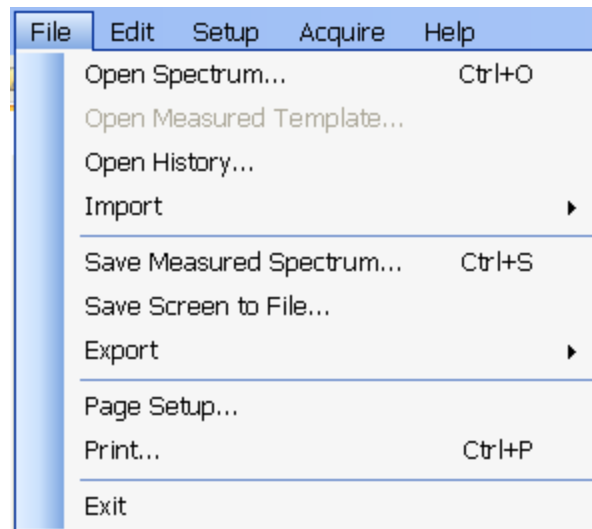 File Edit Setup Acquire Help
Open Spectrum... Ctrl+O
Open Measured Template...
Open History...
Import
Save Measured Spectrum... Ctrl+S
Save Screen to File...
Export
Page Setup...
Print... Ctrl+P
Exit